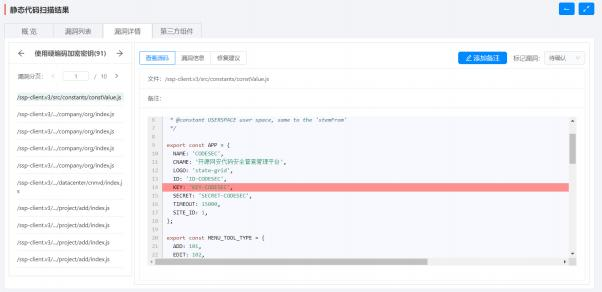 静态代码扫描结果
概 览
漏洞列表
漏洞详情
第三方组件
使用硬编码加密密钥(91)
漏洞分页: 1 / 10
/ssp-client.v3/src/constants/constValue.js
/ssp-client.v3/.../company/org/index.js
/ssp-client.v3/.../company/org/index.js
/ssp-client.v3/.../company/org/index.js
/ssp-client.v3/.../company/org/index.js
/ssp-client.v3/.../datacenter/cnnvd/index.js
/ssp-client.v3/.../project/add/index.js
/ssp-client.v3/.../project/add/index.js
/ssp-client.v3/.../project/add/index.js
/ssp-client.v3/.../project/add/index.js
查看源码
漏洞信息
修复建议
添加备注
标记漏洞: 待确认
文件: /ssp-client.v3/src/constants/constValue.js
备注:
6 * @constant USERSPACE user space, same to the 'stemFrom'
7 */
8
9 export const APP = {
10 NAME: 'CODESEC',
11 CNAME: '开源网安代码安全管家管理平台',
12 LOGO: 'state-grid',
13 ID: 'ID-CODESEC',
14 KEY: 'KEY-CODESEC',
15 SECRET: 'SECRET-CODESEC',
16 TIMEOUT: 15000,
17 SITE_ID: 1,
18 };
19
20 export const MENU_TOOL_TYPE = {
21 ADD: 101,
22 EDIT: 102,